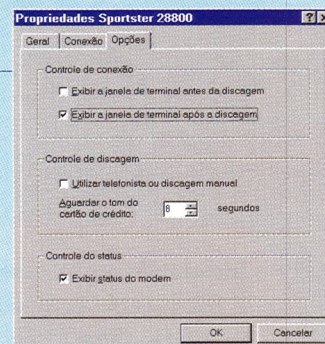 Propriedades Sportster 28800
Geral Conexão Opções
Controle de conexão
Exibir a janela de terminal antes da discagem
Exibir a janela de terminal após a discagem
Controle de discagem
Utilizar telefonista ou discagem manual
Aguardar o tom do
cartão de crédito: 8 segundos
Controle do status
Exibir status do modem
OK Cancelar